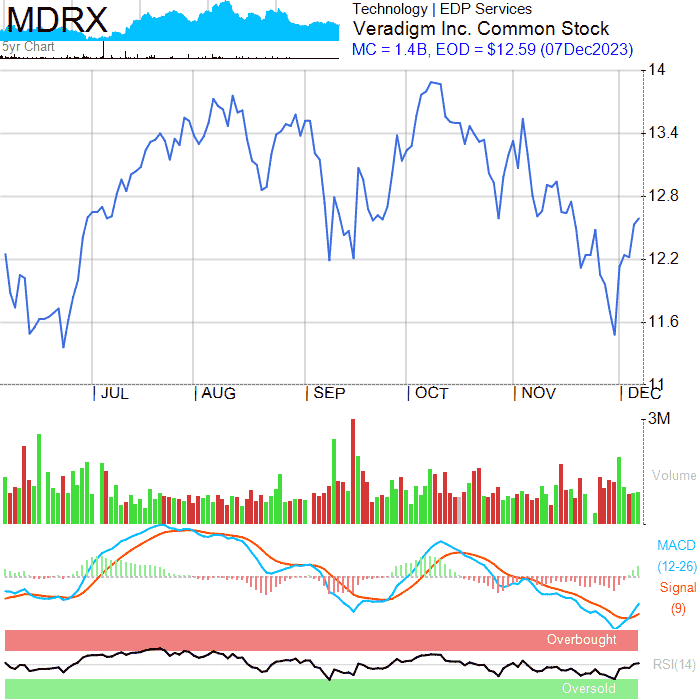 MDRX
5yr Chart
Technology | EDP Services
Veradigm Inc. Common Stock
MC = 1.4B, EOD = $12.59 (07Dec2023)
14
13.4
12.8
12.2
11.6
11
JUL AUG SEP OCT NOV DEC
3M
Volume
MACD
(12-26)
Signal
(9)
Overbought
RSI(14)
Oversold